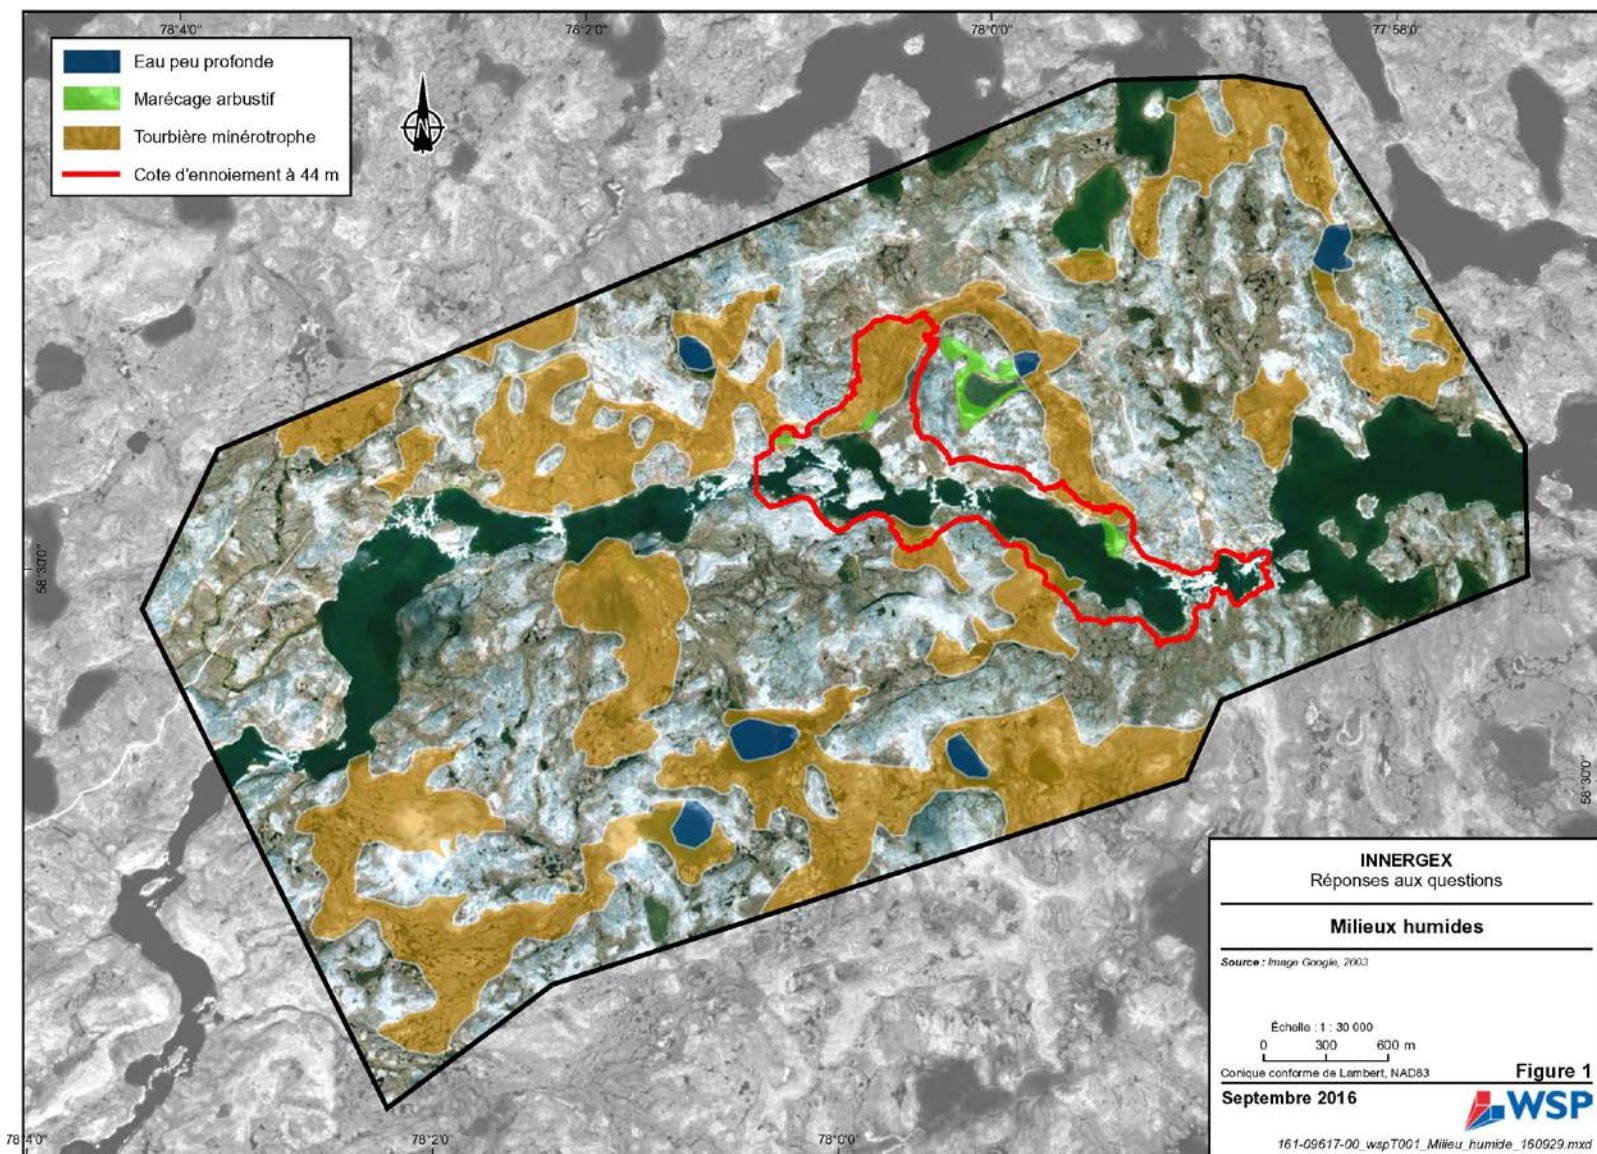 78°4'0"
78°2'0"
78°0'0"
77°58'0"
Eau peu profonde
Marécage arbustif
Tourbière minérotrophe
Cote d'ennoiement à 44 m
N
58°30'0"
58°30'0"
INNERGEX
Réponses aux questions
Milieux humides
Source : Image Google, 2003
Échelle : 1 : 30 000
0 300 600 m
Conique conforme de Lambert, NAD83
Figure 1
Septembre 2016
WSP
161-09617-00_wspT001_Milieu_humide_160929.mxd
78°4'0"
78°2'0"
78°0'0"